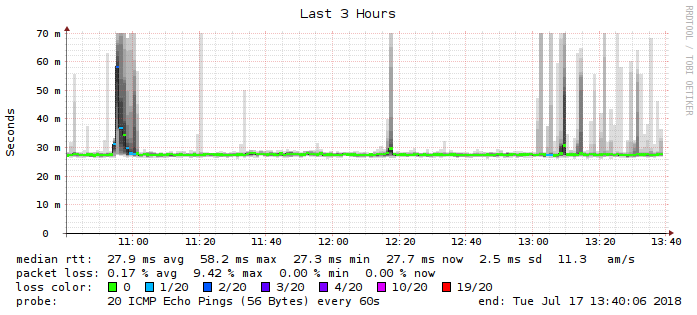 Last 3 Hours
RRDTOOL / TOBI OETIKER
Seconds
70 m
60 m
50 m
40 m
30 m
20 m
10 m
0
11:00 11:20 11:40 12:00 12:20 12:40 13:00 13:20 13:40
median rtt: 27.9 ms avg 58.2 ms max 27.3 ms min 27.7 ms now 2.5 ms sd 11.3 am/s
packet loss: 0.17 % avg 9.42 % max 0.00 % min 0.00 % now
loss color: 0 1/20 2/20 3/20 4/20 10/20 19/20
probe: 20 ICMP Echo Pings (56 Bytes) every 60s end: Tue Jul 17 13:40:06 2018